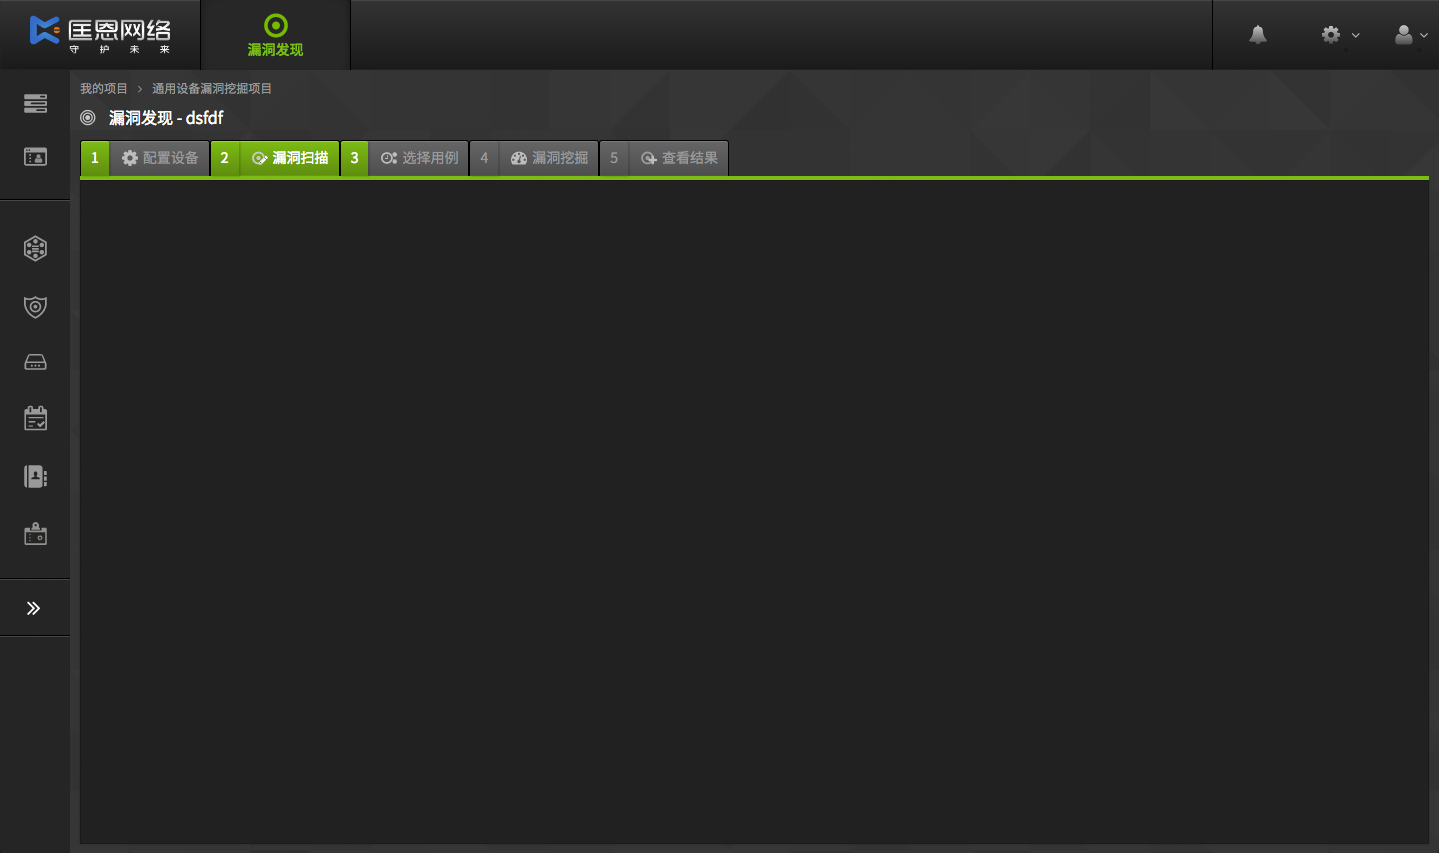 匡恩网络
守护未来
漏洞发现
我的项目 > 通用设备漏洞挖掘项目
漏洞发现 - dsfdf
1 配置设备 2 漏洞扫描 3 选择用例 4 漏洞挖掘 5 查看结果